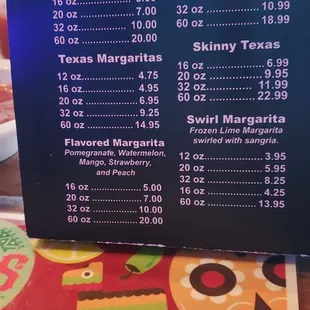 20 oz 7.00
32 oz 10.00
60 oz 20.00
Texas Margaritas
12 oz 4.75
16 oz 4.95
20 oz 6.95
32 oz 9.25
60 oz 14.95
Flavored Margarita
Pomegranate, Watermelon,
Mango, Strawberry,
and Peach
16 oz 5.00
20 oz 7.00
32 oz 10.00
60 oz 20.00
32 oz 10.99
60 oz 18.99
Skinny Texas
16 oz 6.99
20 oz 9.95
32 oz 11.99
60 oz 22.99
Swirl Margarita
Frozen Lime Margarita
swirled with sangria.
12 oz 3.95
20 oz 5.95
32 oz 8.25
16 oz 4.25
60 oz 13.95